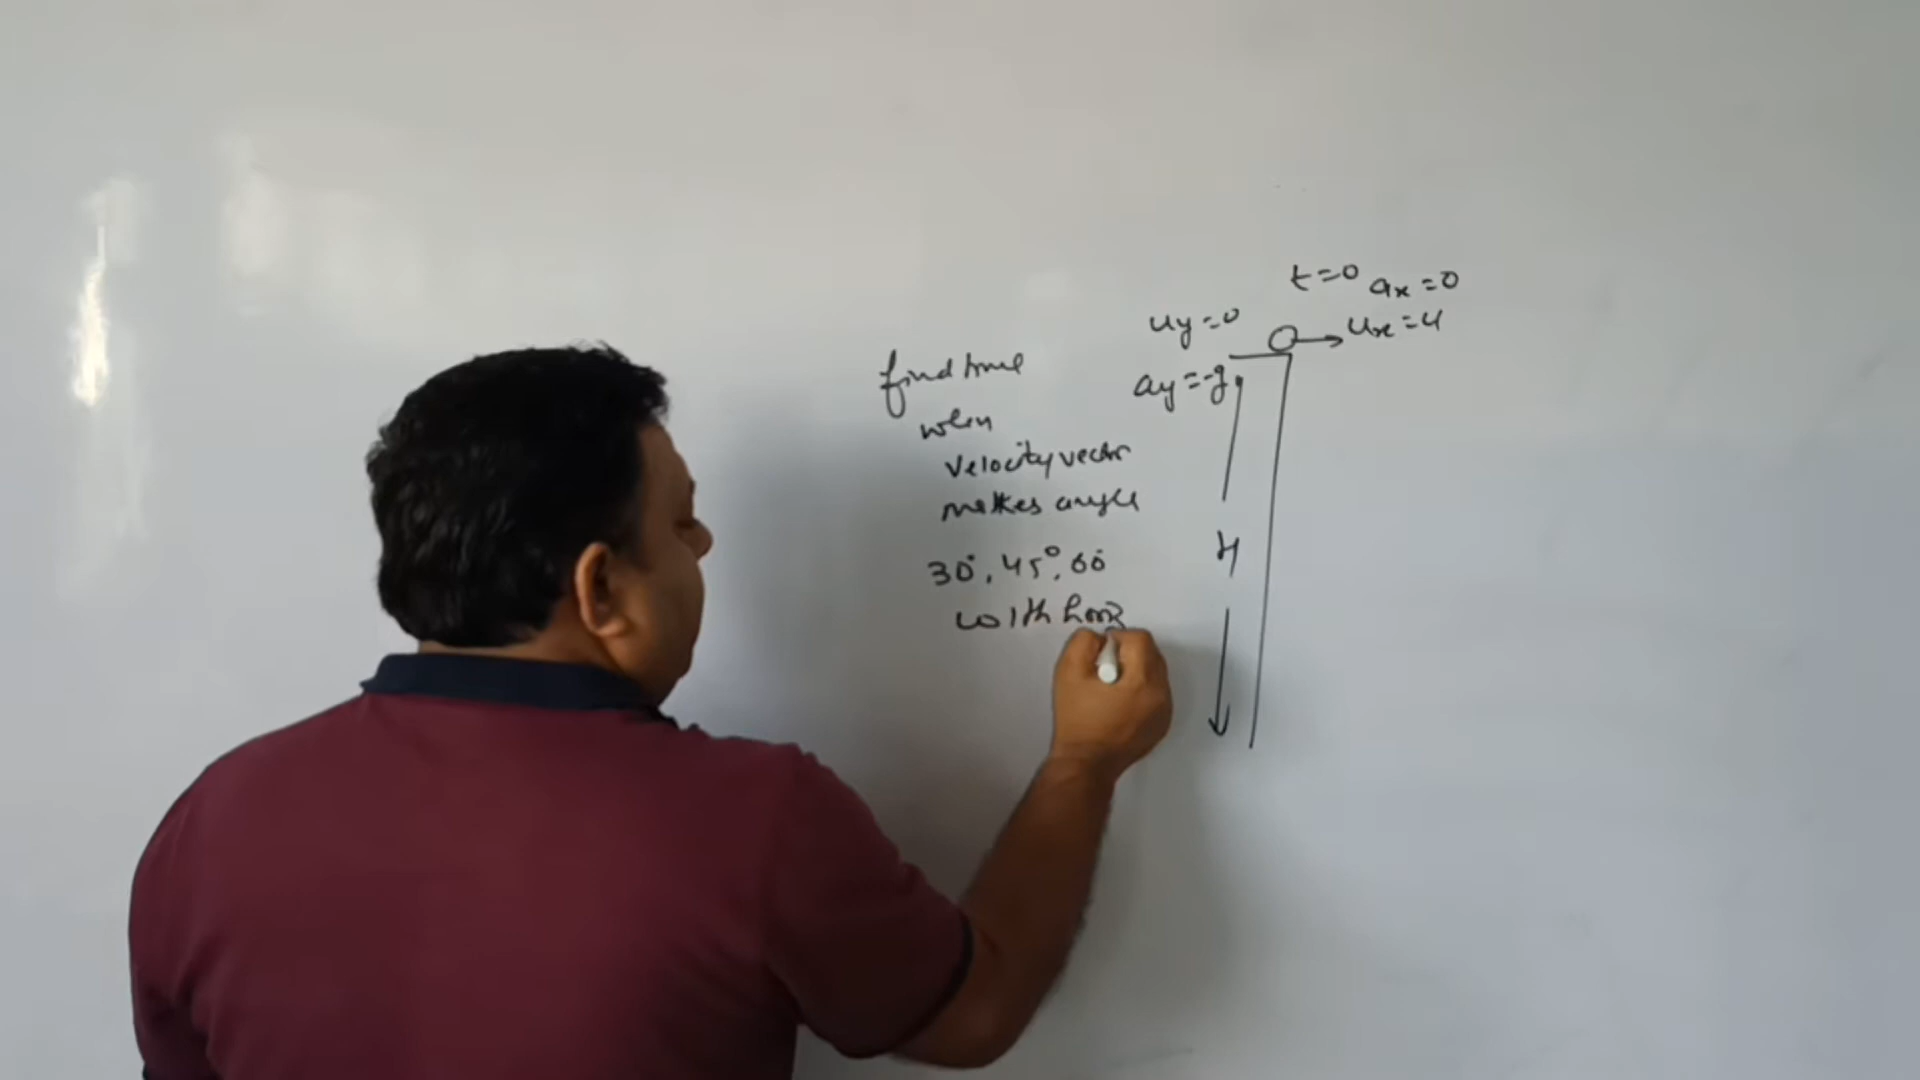 find time
when
velocity vector
makes angle
30°, 45°, 60°
with horiz
t=0 ax=0
uy=0
ux=u
ay=-g
H